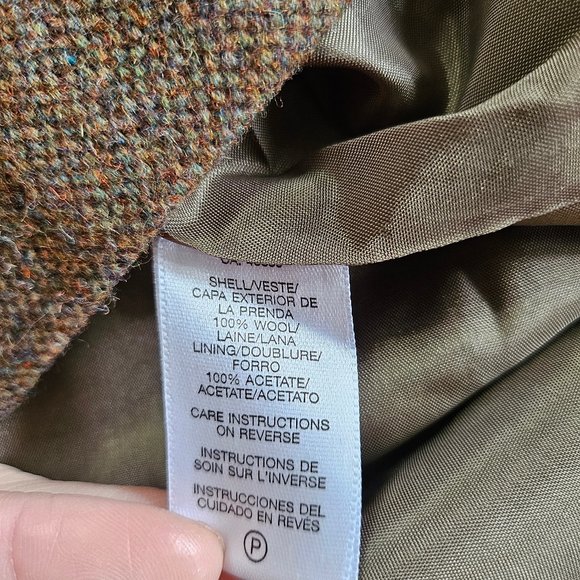 SHELL/VESTE/
CAPA EXTERIOR DE
LA PRENDA
100% WOOL/
LAINE/LANA
LINING/DOUBLURE/
FORRO
100% ACETATE/
ACETATE/ACETATO
CARE INSTRUCTIONS
ON REVERSE
INSTRUCTIONS DE
SOIN SUR L'INVERSE
INSTRUCCIONES DEL
CUIDADO EN REVÉS
P